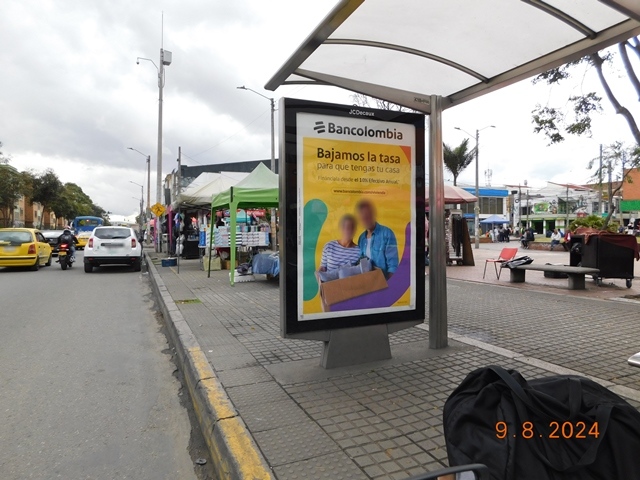 JCDecaux
Bancolombia
Bajamos la tasa
para que tengas tu casa
9.8.2024